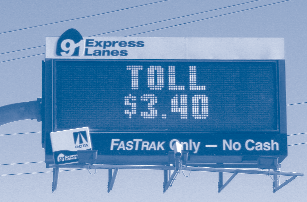 91 Express
Lanes
TOLL
$3.40
FASTRAK Only — No Cash